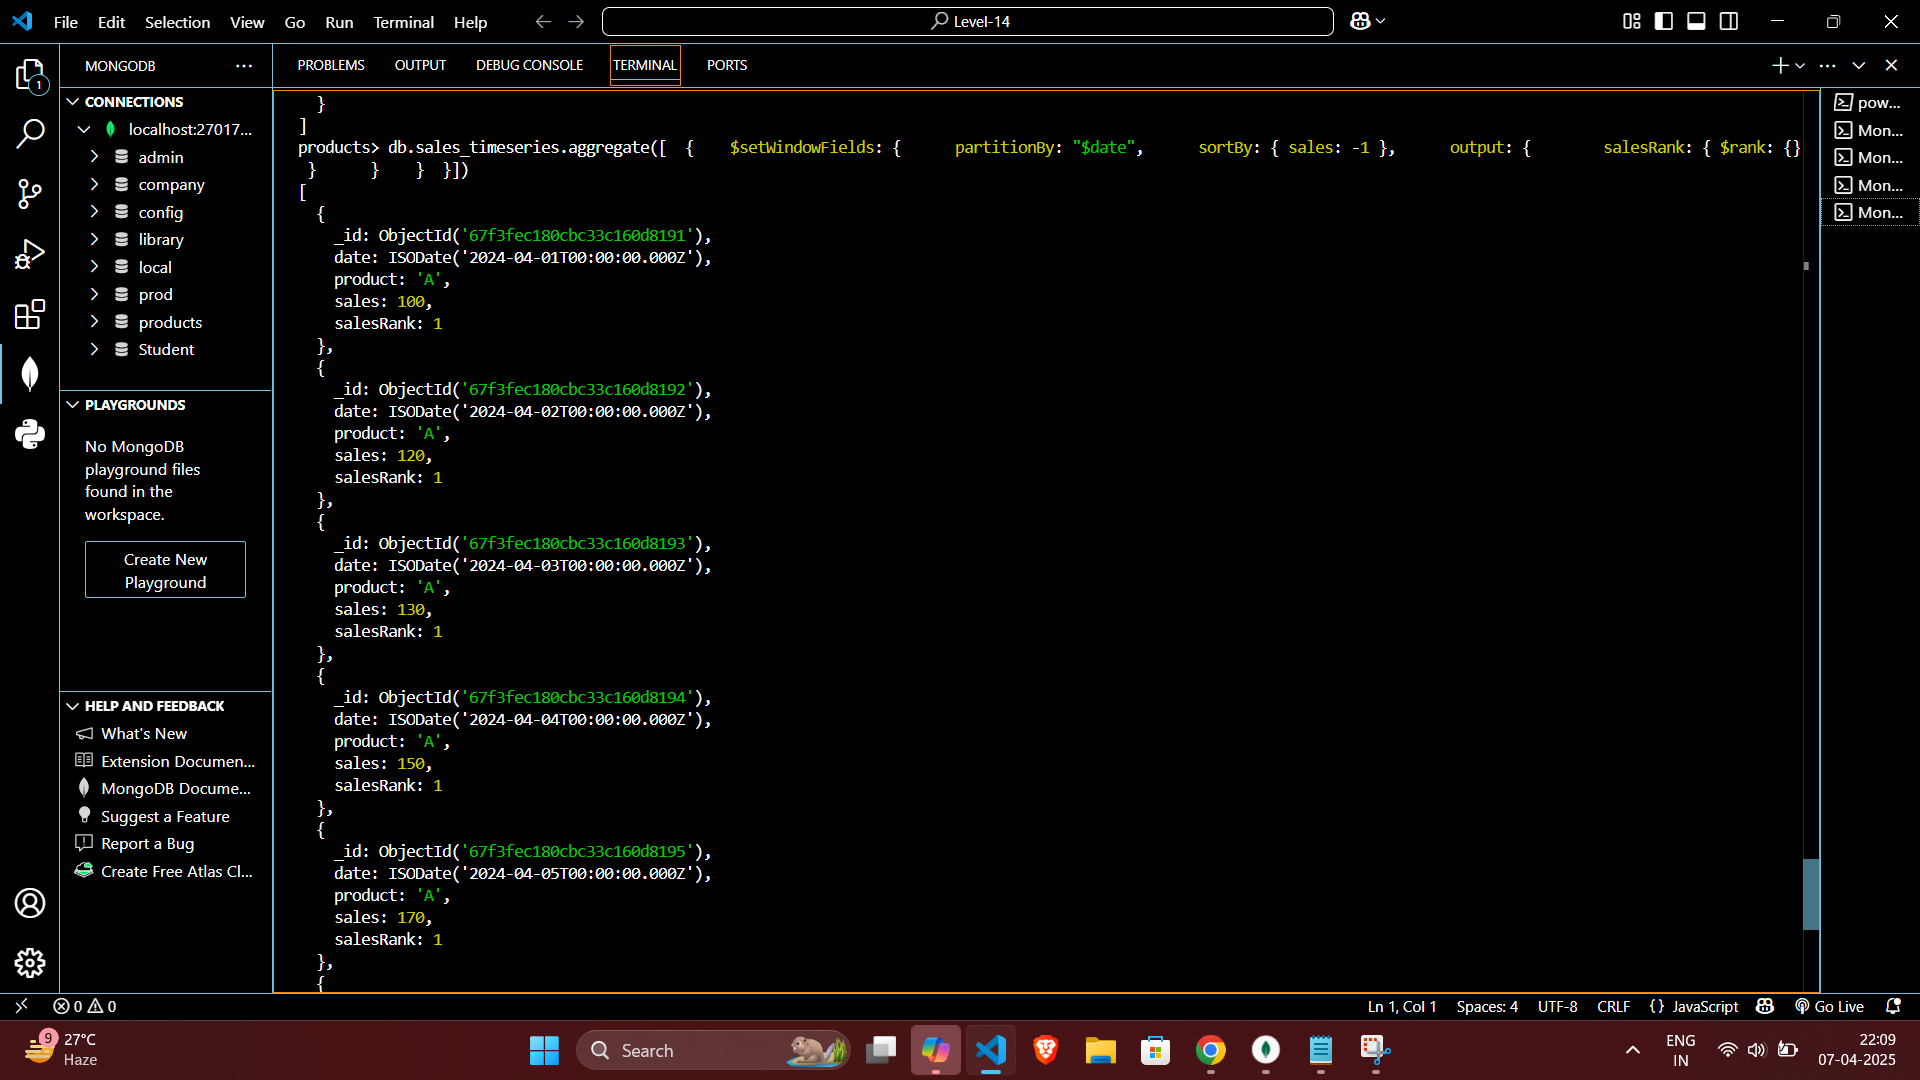 File Edit Selection View Go Run Terminal Help
Level-14
MONGODB
PROBLEMS OUTPUT DEBUG CONSOLE TERMINAL PORTS
1
CONNECTIONS
localhost:27017...
admin
company
config
library
local
prod
products
Student
PLAYGROUNDS
No MongoDB
playground files
found in the
workspace.
Create New
Playground
HELP AND FEEDBACK
What's New
Extension Documen...
MongoDB Docume...
Suggest a Feature
Report a Bug
Create Free Atlas Cl...
}
]
products> db.sales_timeseries.aggregate([ { $setWindowFields: { partitionBy: "$date", sortBy: { sales: -1 }, output: { salesRank: { $rank: {}
} } } }])
[
{
_id: ObjectId('67f3fec180cbc33c160d8191'),
date: ISODate('2024-04-01T00:00:00.000Z'),
product: 'A',
sales: 100,
salesRank: 1
},
{
_id: ObjectId('67f3fec180cbc33c160d8192'),
date: ISODate('2024-04-02T00:00:00.000Z'),
product: 'A',
sales: 120,
salesRank: 1
},
{
_id: ObjectId('67f3fec180cbc33c160d8193'),
date: ISODate('2024-04-03T00:00:00.000Z'),
product: 'A',
sales: 130,
salesRank: 1
},
{
_id: ObjectId('67f3fec180cbc33c160d8194'),
date: ISODate('2024-04-04T00:00:00.000Z'),
product: 'A',
sales: 150,
salesRank: 1
},
{
_id: ObjectId('67f3fec180cbc33c160d8195'),
date: ISODate('2024-04-05T00:00:00.000Z'),
product: 'A',
sales: 170,
salesRank: 1
},
{
pow...
Mon...
Mon...
Mon...
Mon...
0 0
Ln 1, Col 1 Spaces: 4 UTF-8 CRLF {} JavaScript Go Live
9
27°C
Haze
Search
ENG
IN
22:09
07-04-2025